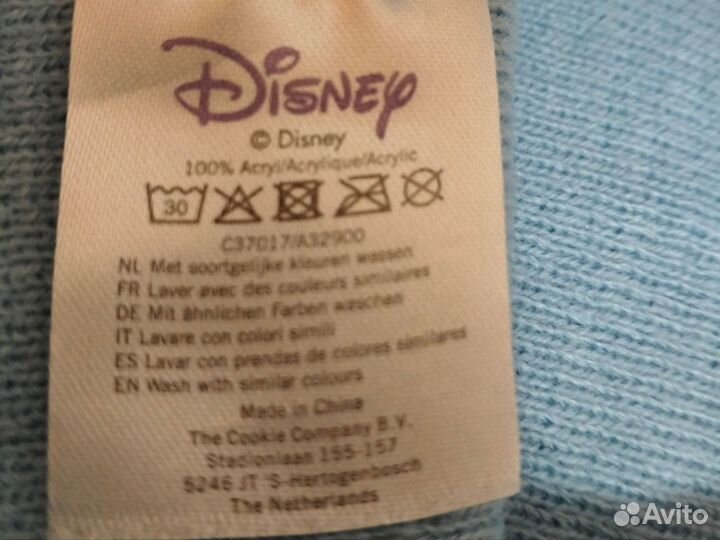 Disney
© Disney
100% Acryl/Acrylique/Acrylic
30
C37017/A32900
NL Met soortgelijke kleuren wassen
FR Laver avec des couleurs similaires
DE Mit ähnlichen Farben waschen
IT Lavare con colori simili
ES Lavar con prendas de colores similares
EN Wash with similar colours
Made in China
The Cookie Company B.V.
Stadionlaan 155-157
5246 JT 'S-Hertogenbosch
The Netherlands
Avito